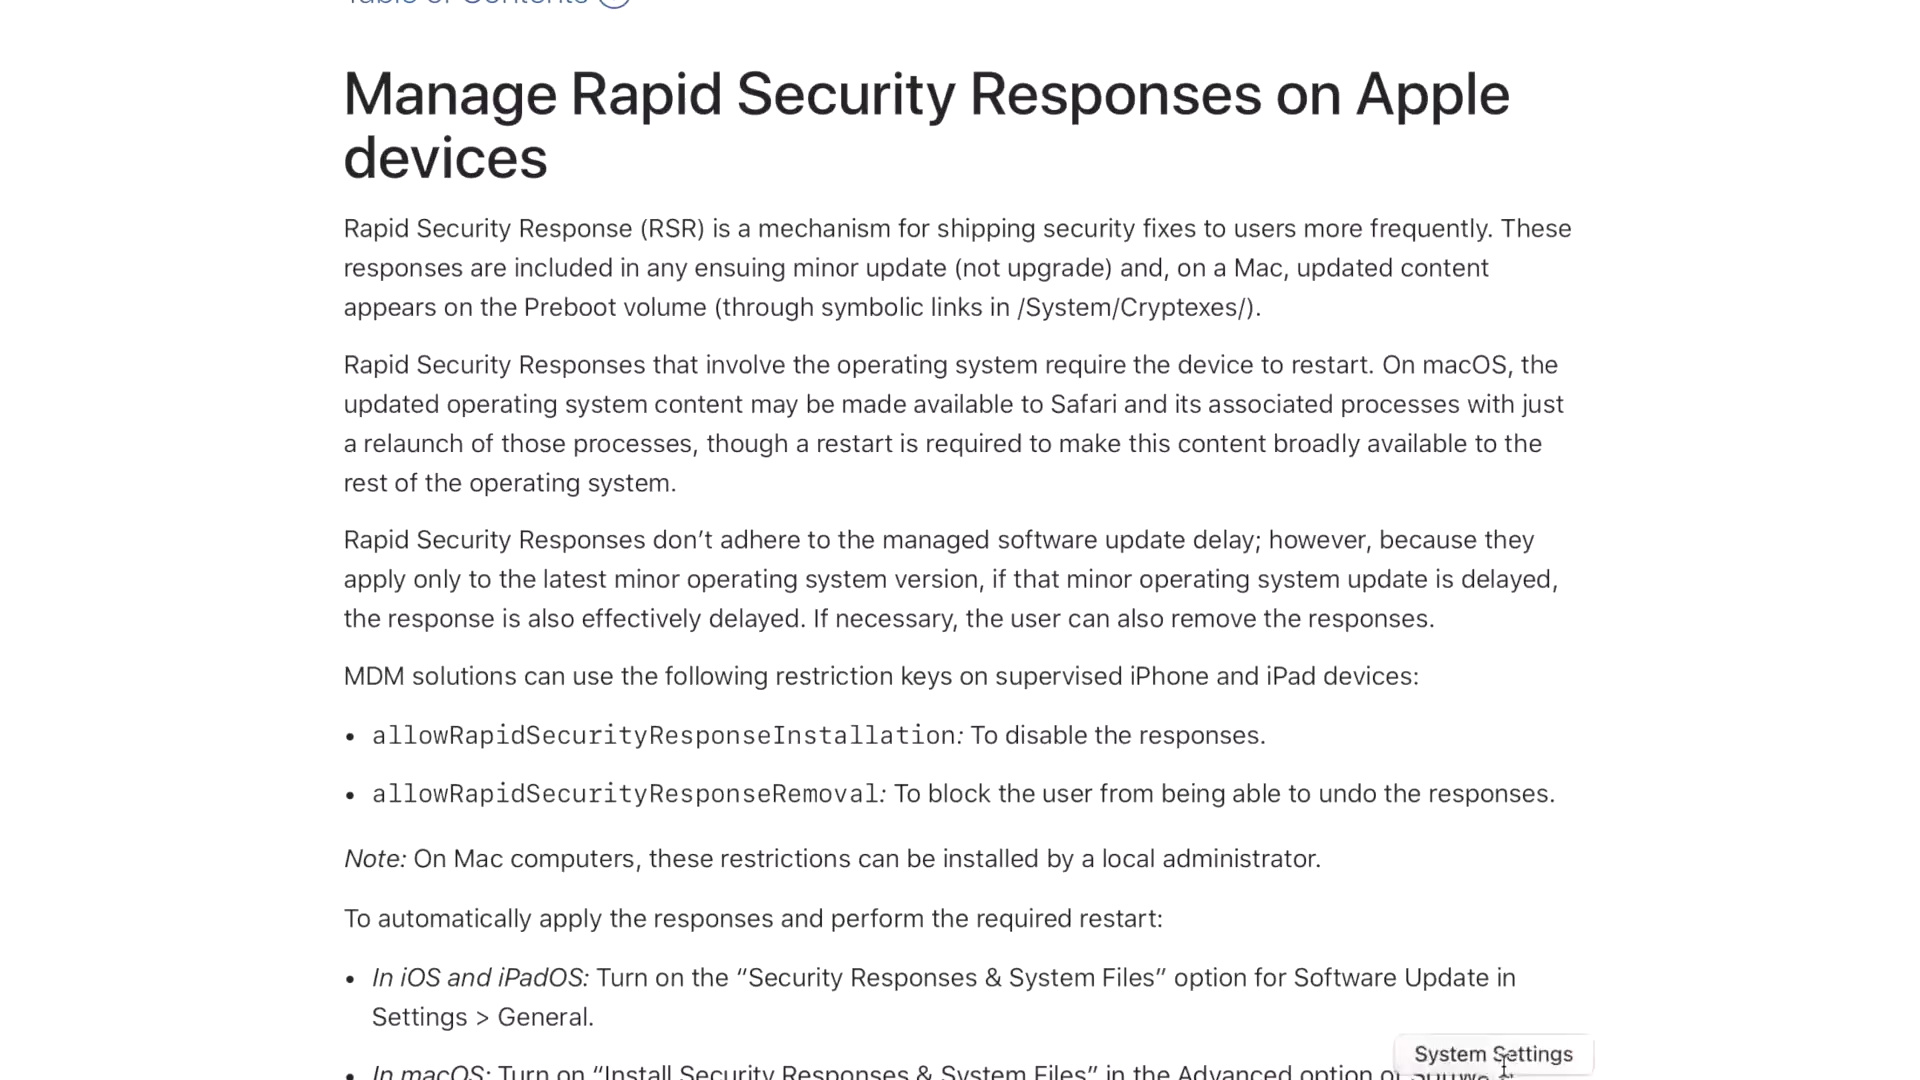 Table of Contents
Manage Rapid Security Responses on Apple
devices
Rapid Security Response (RSR) is a mechanism for shipping security fixes to users more frequently. These
responses are included in any ensuing minor update (not upgrade) and, on a Mac, updated content
appears on the Preboot volume (through symbolic links in /System/Cryptexes/).
Rapid Security Responses that involve the operating system require the device to restart. On macOS, the
updated operating system content may be made available to Safari and its associated processes with just
a relaunch of those processes, though a restart is required to make this content broadly available to the
rest of the operating system.
Rapid Security Responses don’t adhere to the managed software update delay; however, because they
apply only to the latest minor operating system version, if that minor operating system update is delayed,
the response is also effectively delayed. If necessary, the user can also remove the responses.
MDM solutions can use the following restriction keys on supervised iPhone and iPad devices:
• allowRapidSecurityResponseInstallation: To disable the responses.
• allowRapidSecurityResponseRemoval: To block the user from being able to undo the responses.
Note: On Mac computers, these restrictions can be installed by a local administrator.
To automatically apply the responses and perform the required restart:
• In iOS and iPadOS: Turn on the “Security Responses & System Files” option for Software Update in
Settings > General.
System Settings
• In macOS: Turn on “Install Security Responses & System Files” in the Advanced option of